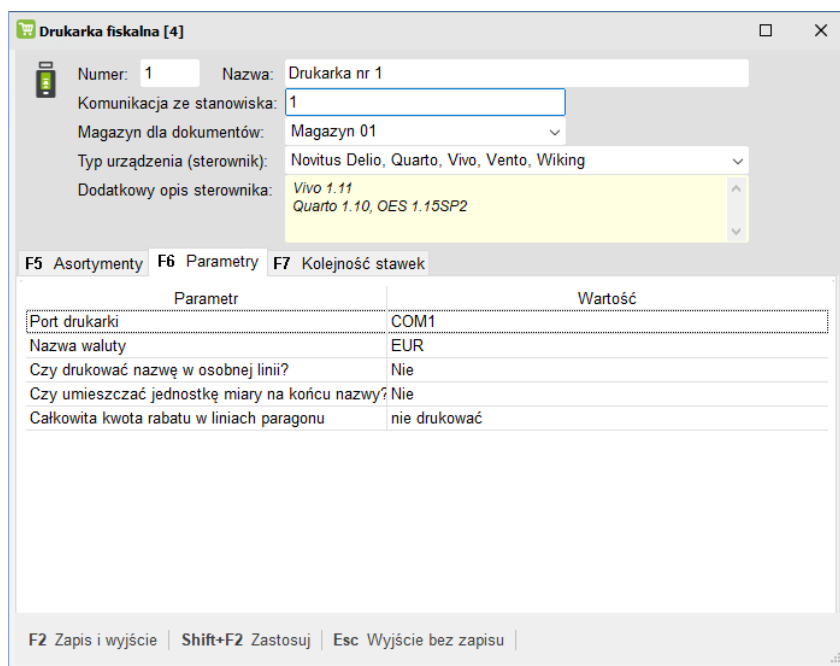 Drukarka fiskalna [4]
Numer: 1 Nazwa: Drukarka nr 1
Komunikacja ze stanowiska: 1
Magazyn dla dokumentów: Magazyn 01
Typ urządzenia (sterownik): Novitus Delio, Quarto, Vivo, Vento, Wiking
Dodatkowy opis sterownika: Vivo 1.11
Quarto 1.10, OES 1.15SP2
F5 Asortymenty F6 Parametry F7 Kolejność stawek
Parametr Wartość
Port drukarki COM1
Nazwa waluty EUR
Czy drukować nazwę w osobnej linii? Nie
Czy umieszczać jednostkę miary na końcu nazwy? Nie
Całkowita kwota rabatu w liniach paragonu nie drukować
F2 Zapis i wyjście Shift+F2 Zastosuj Esc Wyjście bez zapisu